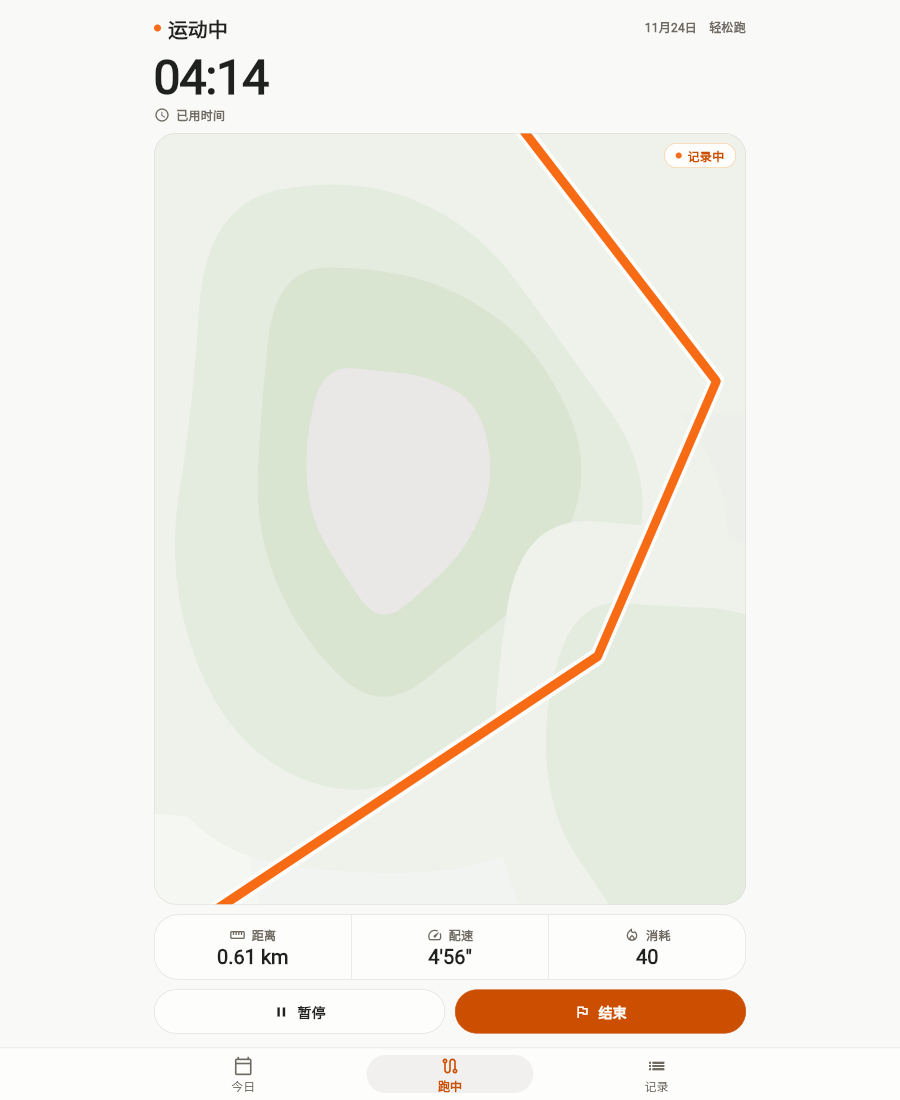 运动中
11月24日 轻松跑
04:14
已用时间
记录中
距离
0.61 km
配速
4'56"
消耗
40
暂停
结束
今日
跑中
记录